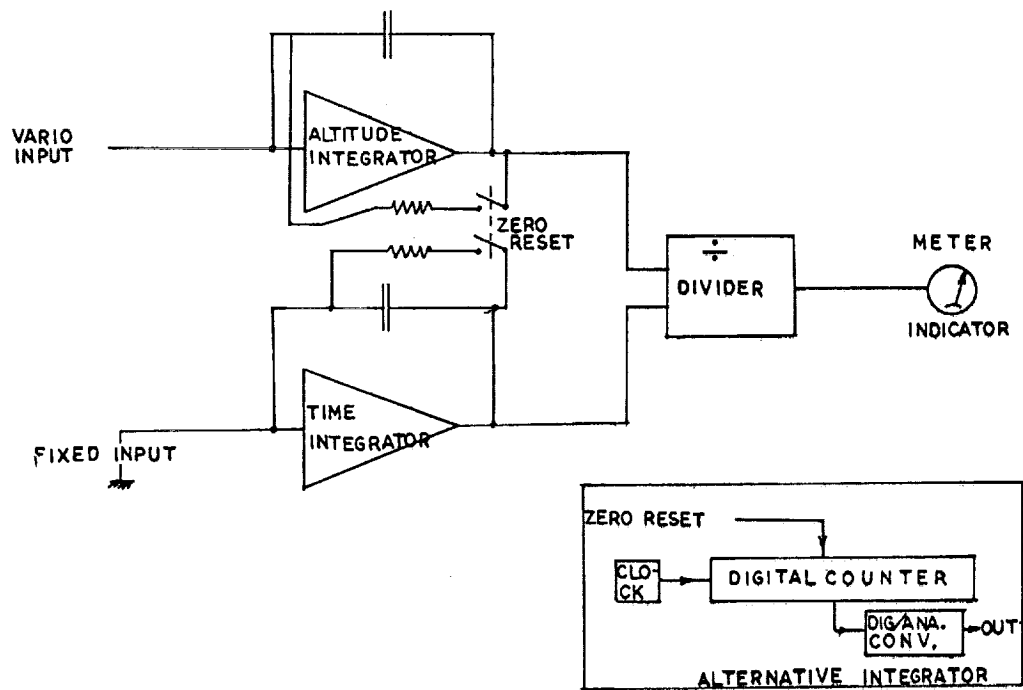 VARIO
INPUT
ALTITUDE
INTEGRATOR
ZERO
RESET
÷
DIVIDER
METER
INDICATOR
TIME
INTEGRATOR
FIXED INPUT
ZERO RESET
CLO-
CK
DIGITAL COUNTER
DIG/ANA.
CONV.
OUT
ALTERNATIVE INTEGRATOR